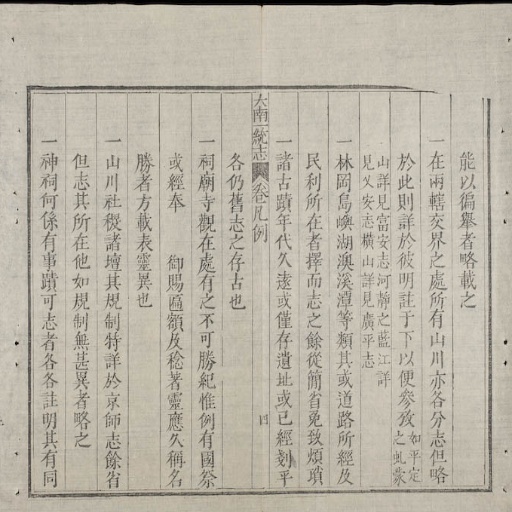 能以徧舉者略載之
一在兩轄交界之處所有山川亦各分志但略
於此則詳於彼明註于下以便參攷如平定之虬蒙
山詳見富安志河靜之藍江詳
見乂安志橫山詳見廣平志
一林岡島嶼湖澳溪潭等類其或道路所經及
民利所在者擇而志之餘從簡省免致煩瑣
一諸古蹟年代久遠或僅存遺址或已經剗平
大南一統志 卷凡例 四
各仍舊志之存古也
一祠廟寺觀在處有之不可勝紀惟例有國祭
或經奉 御賜匾額及稔著靈應久稱名
勝者方載表靈異也
一山川社稷諸壇其規制特詳於京師志餘省
但志其所在他如規制無甚異者略之
一神祠何係有事蹟可志者各各註明其有同